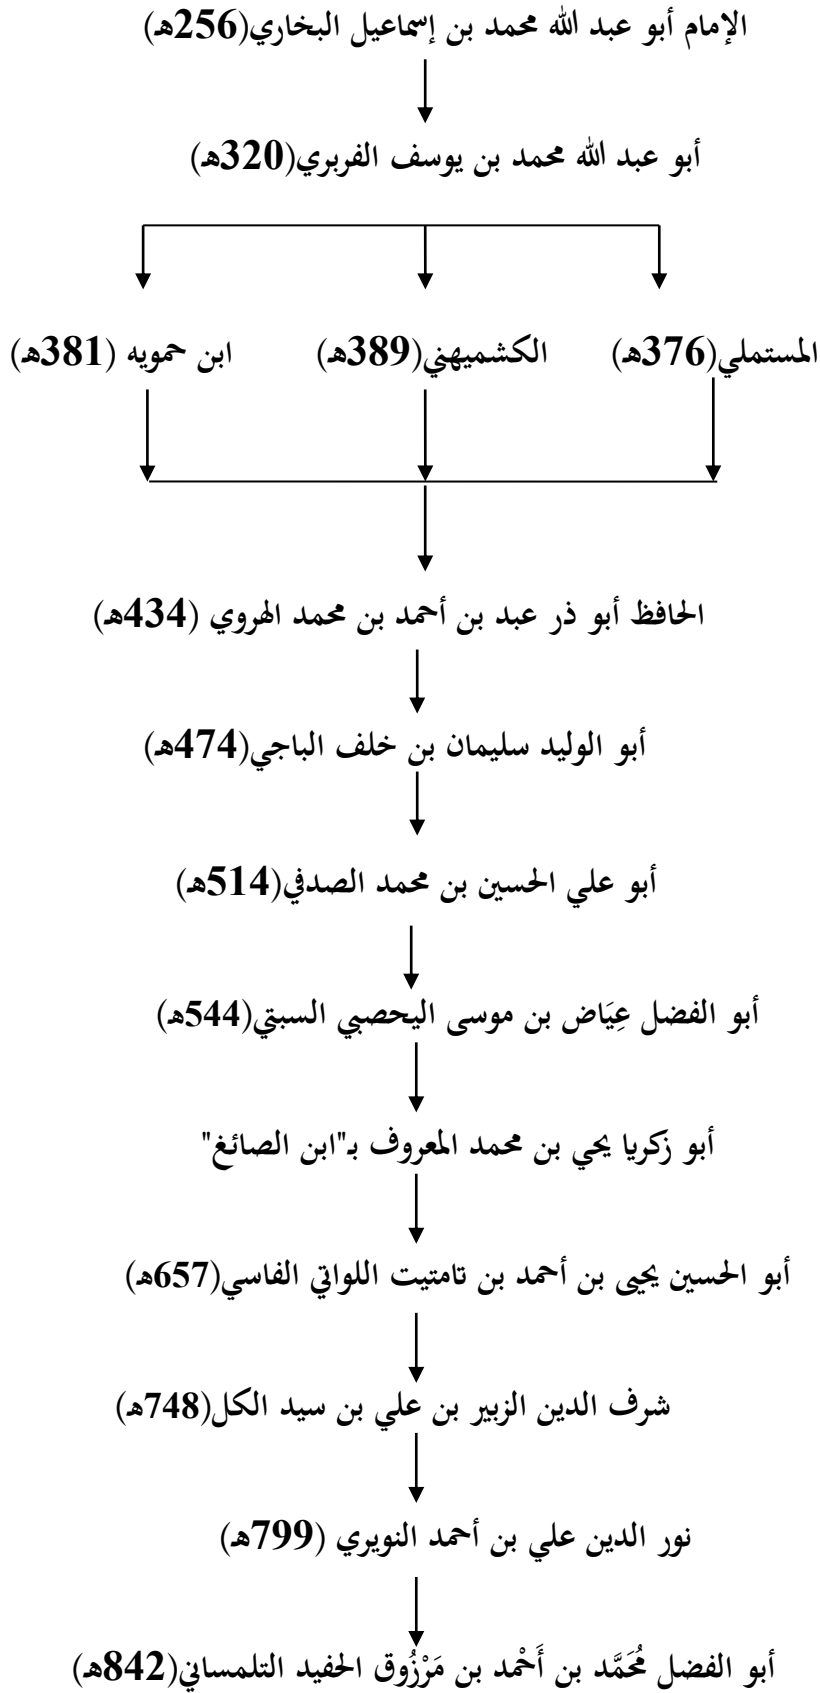 الإمام أبو عبد الله محمد بن إسماعيل البخاري(256هـ)
أبو عبد الله محمد بن يوسف الفربري(320هـ)
المستملي(376هـ) الكشميهني(389هـ) ابن حمويه (381هـ)
الحافظ أبو ذر عبد بن أحمد بن محمد الهروي (434هـ)
أبو الوليد سليمان بن خلف الباجي(474هـ)
أبو علي الحسين بن محمد الصدفي(514هـ)
أبو الفضل عِيَاض بن موسى اليحصبي السبتي(544هـ)
أبو زكريا يحي بن محمد المعروف بـ"ابن الصائغ"
أبو الحسين يحيى بن أحمد بن تامتيت اللواتي الفاسي(657هـ)
شرف الدين الزبير بن علي بن سيد الكل(748هـ)
نور الدين علي بن أحمد النويري (799هـ)
أبو الفضل مُحَمَّد بن أَحْمد بن مَرْزُوق الحفيد التلمساني(842هـ)